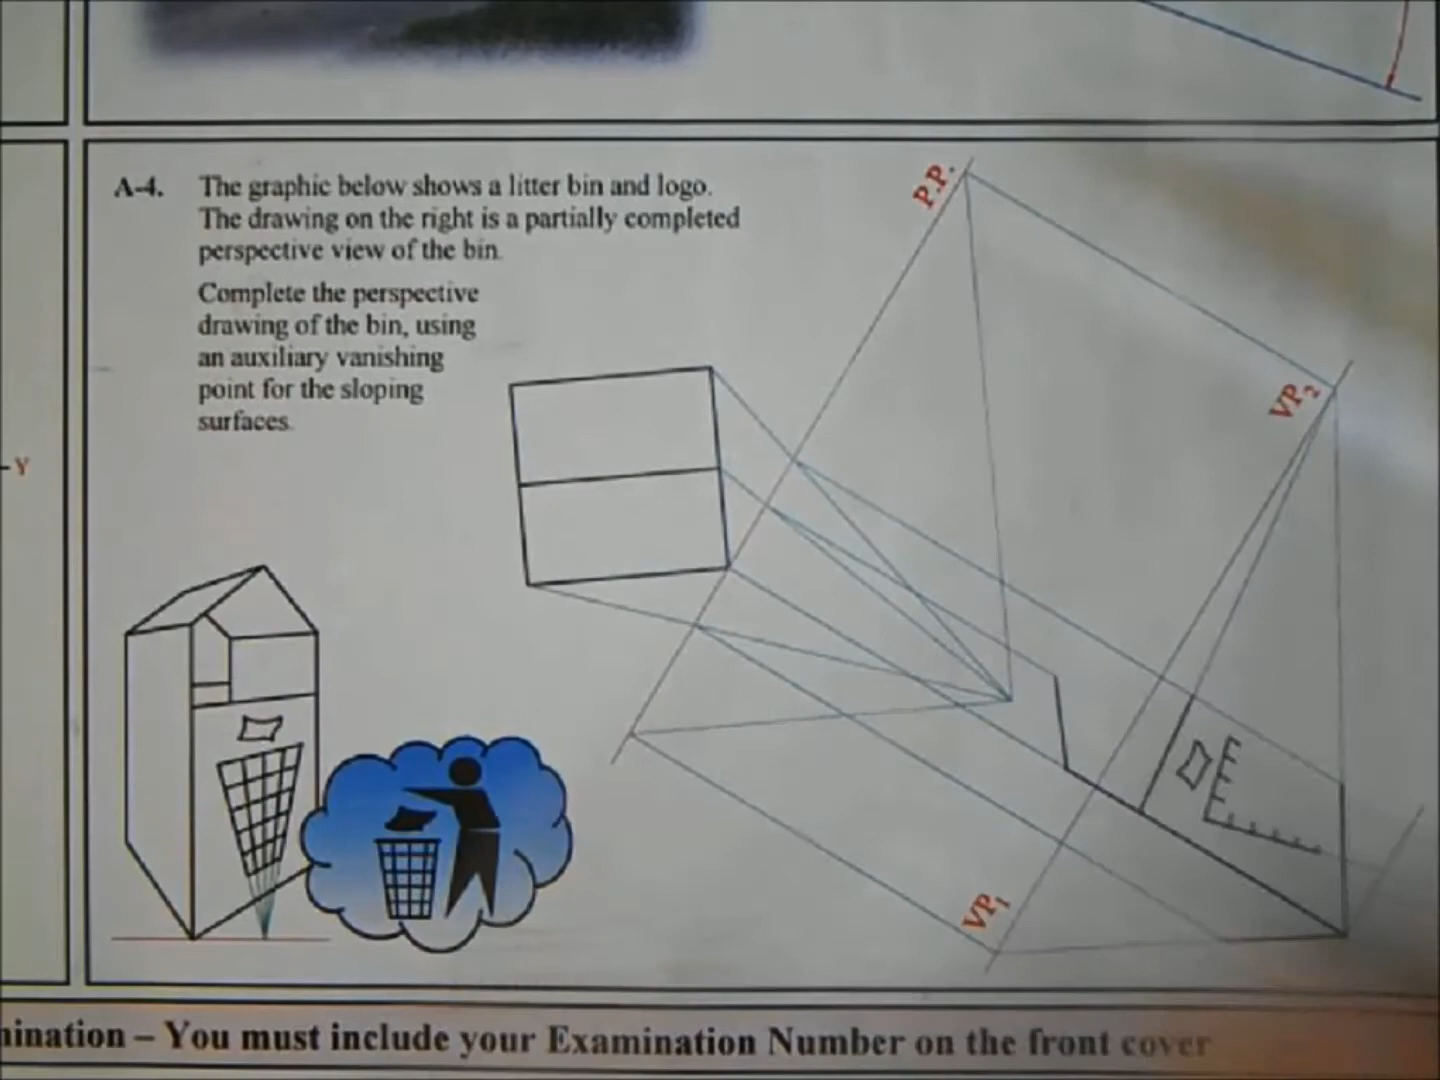 A-4. The graphic below shows a litter bin and logo.
The drawing on the right is a partially completed
perspective view of the bin.
Complete the perspective
drawing of the bin, using
an auxiliary vanishing
point for the sloping
surfaces.
P.P.
VP2
Y
VP1
mination – You must include your Examination Number on the front cover